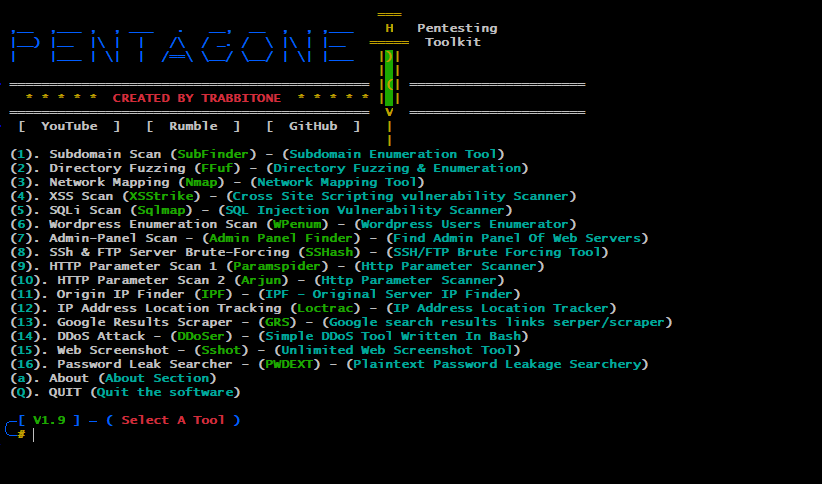 PENTAGONE
H Pentesting
Toolkit
* * * * * CREATED BY TRABBITONE * * * * *
V
[ YouTube ] [ Rumble ] [ GitHub ]
(1). Subdomain Scan (SubFinder) - (Subdomain Enumeration Tool)
(2). Directory Fuzzing (FFuf) - (Directory Fuzzing & Enumeration)
(3). Network Mapping (Nmap) - (Network Mapping Tool)
(4). XSS Scan (XSStrike) - (Cross Site Scripting vulnerability Scanner)
(5). SQLi Scan (Sqlmap) - (SQL Injection Vulnerability Scanner)
(6). Wordpress Enumeration Scan (WPenum) - (Wordpress Users Enumerator)
(7). Admin-Panel Scan - (Admin Panel Finder) - (Find Admin Panel Of Web Servers)
(8). SSh & FTP Server Brute-Forcing (SSHash) - (SSH/FTP Brute Forcing Tool)
(9). HTTP Parameter Scan 1 (Paramspider) - (Http Parameter Scanner)
(10). HTTP Parameter Scan 2 (Arjun) - (Http Parameter Scanner)
(11). Origin IP Finder (IPF) - (IPF - Original Server IP Finder)
(12). IP Address Location Tracking (Loctrac) - (IP Address Location Tracker)
(13). Google Results Scraper - (GRS) - (Google search results links serper/scraper)
(14). DDoS Attack - (DDoSer) - (Simple DDoS Tool Written In Bash)
(15). Web Screenshot - (Sshot) - (Unlimited Web Screenshot Tool)
(16). Password Leak Searcher - (PWDEXT) - (Plaintext Password Leakage Searchery)
(a). About (About Section)
(Q). QUIT (Quit the software)
[ V1.9 ] - ( Select A Tool )
#